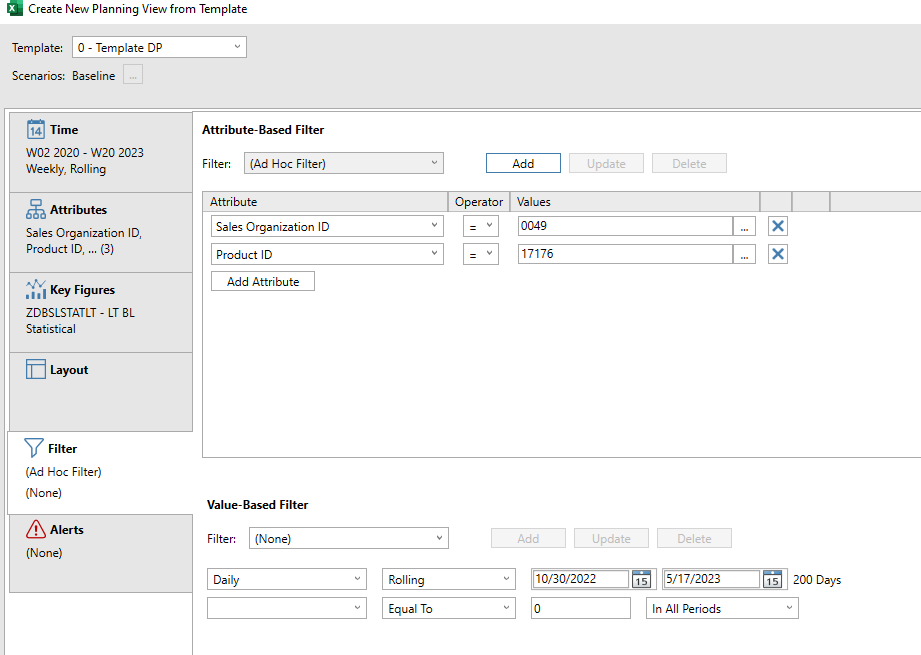 Create New Planning View from Template
Template: 0 - Template DP
Scenarios: Baseline ...
14 Time
W02 2020 - W20 2023
Weekly, Rolling
Attributes
Sales Organization ID,
Product ID, ... (3)
Key Figures
ZDBSLSTATLT - LT BL
Statistical
Layout
Filter
(Ad Hoc Filter)
(None)
Alerts
(None)
Attribute-Based Filter
Filter: (Ad Hoc Filter) Add Update Delete
Attribute Operator Values
Sales Organization ID = 0049 ...
Product ID = 17176 ...
Add Attribute
Value-Based Filter
Filter: (None) Add Update Delete
Daily Rolling 10/30/2022 15 5/17/2023 15 200 Days
Equal To 0 In All Periods